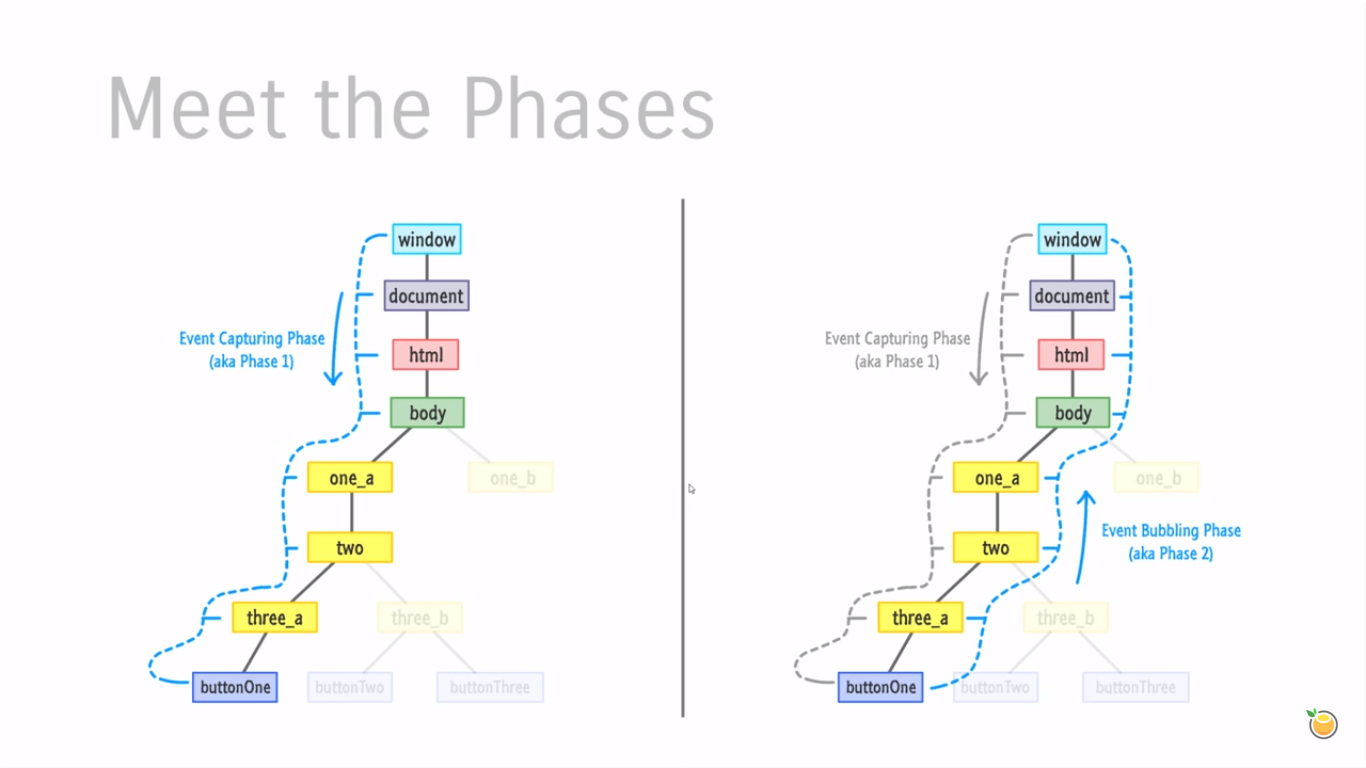 Meet the Phases
window
document
Event Capturing Phase
(aka Phase 1)
html
body
one_a
one_b
two
three_a
three_b
buttonOne
buttonTwo
buttonThree
window
document
Event Capturing Phase
(aka Phase 1)
html
body
one_a
one_b
Event Bubbling Phase
(aka Phase 2)
two
three_a
three_b
buttonOne
buttonTwo
buttonThree